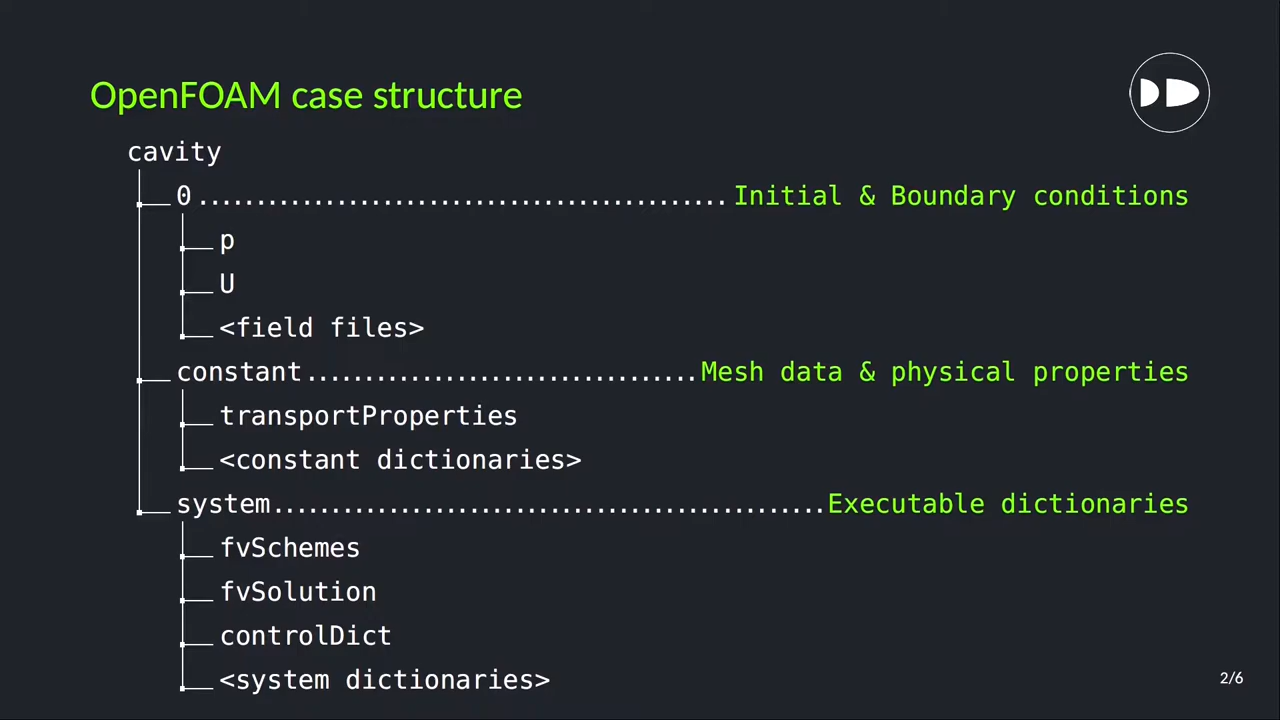 OpenFOAM case structure
cavity
0 Initial & Boundary conditions
p
U
<field files>
constant Mesh data & physical properties
transportProperties
<constant dictionaries>
system Executable dictionaries
fvSchemes
fvSolution
controlDict
<system dictionaries>
2/6